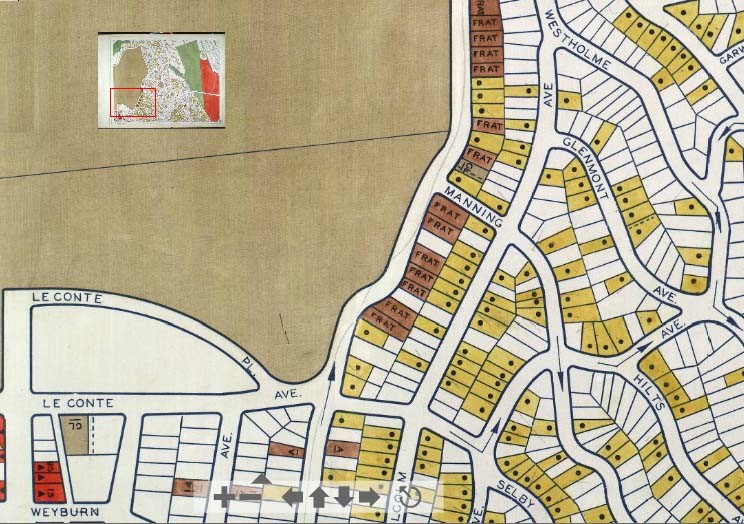 FRAT
FRAT
FRAT
FRAT
WESTHOLME
AVE
FRAT
GLENMONT
AVE.
FRAT
MANNING
FRAT
FRAT
FRAT
FRAT
FRAT
FRAT
FRAT
LE CONTE
PL.
AVE.
LE CONTE
AVE.
AVE.
HILTS
SELBY
AVE.
WEYBURN